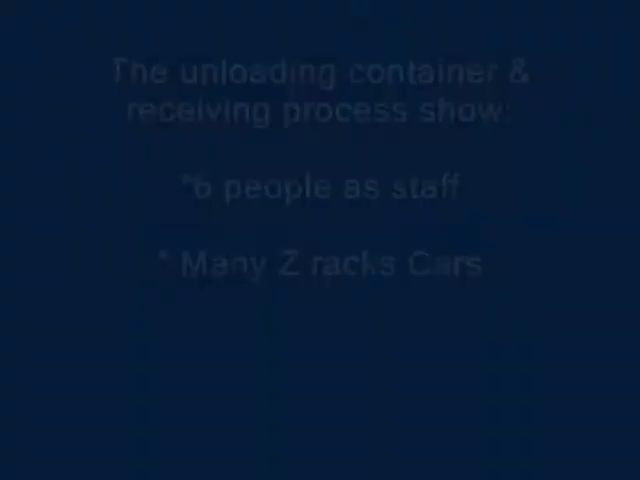 The unloading container &
receiving process show:
*6 people as staff
* Many Z racks Cars